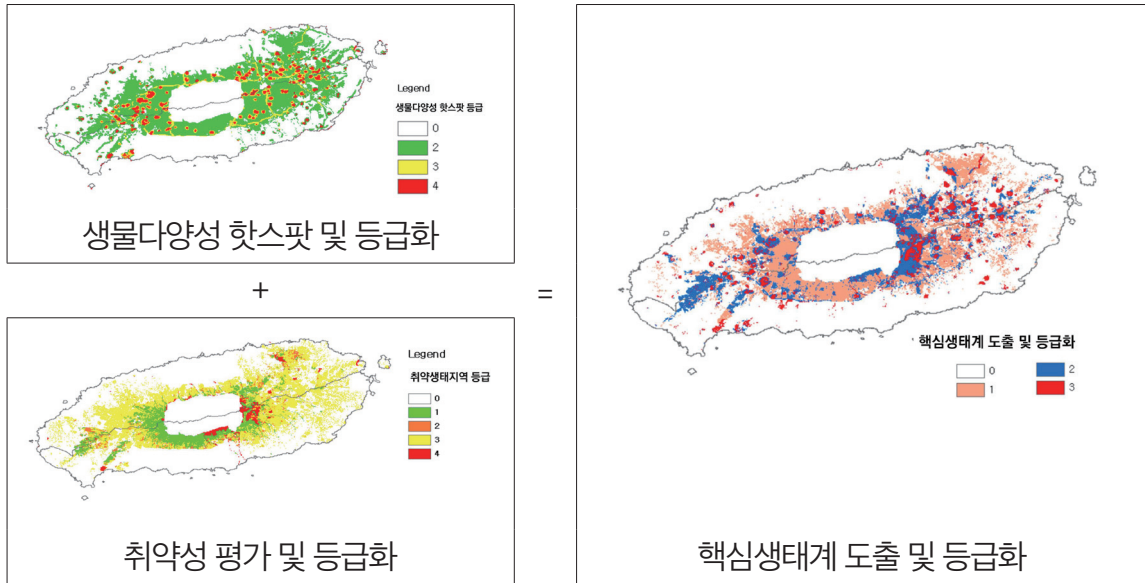 Legend
생물다양성 핫스팟 등급
0
2
3
4
생물다양성 핫스팟 및 등급화
+
Legend
취약생태지역 등급
0
1
2
3
4
취약성 평가 및 등급화
=
핵심생태계 도출 및 등급화
0 2
1 3
핵심생태계 도출 및 등급화